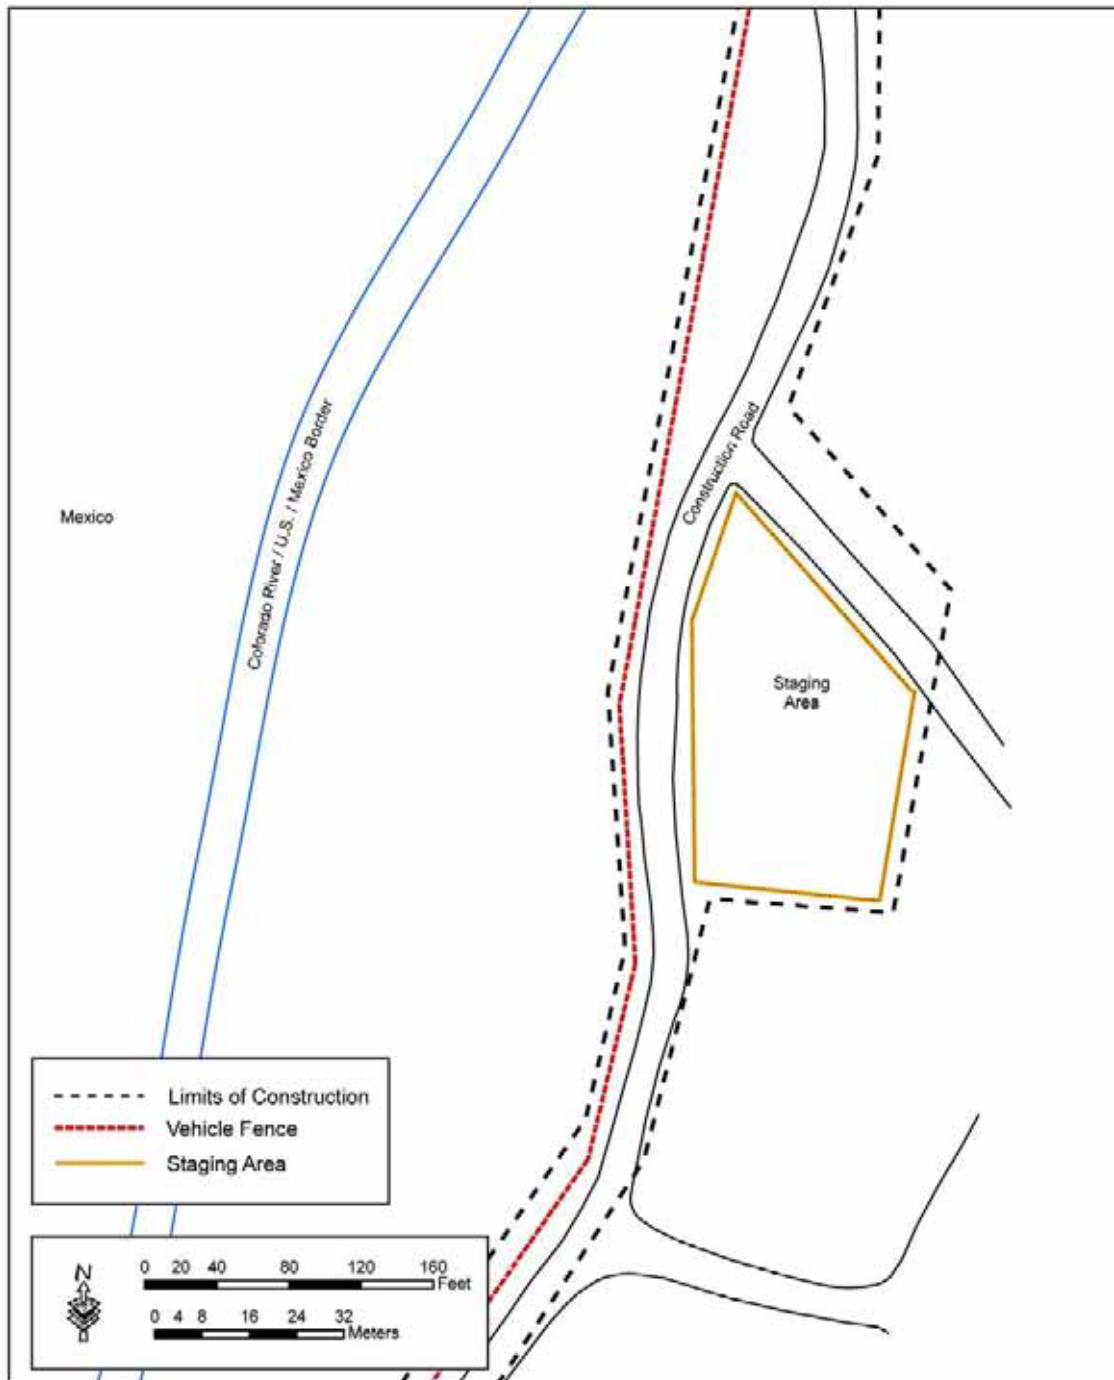 Construction Road
Colorado River / U.S. / Mexico Border
Mexico
Staging
Area
Limits of Construction
Vehicle Fence
Staging Area
N
0 20 40 80 120 160
Feet
0 4 8 16 24 32
Meters